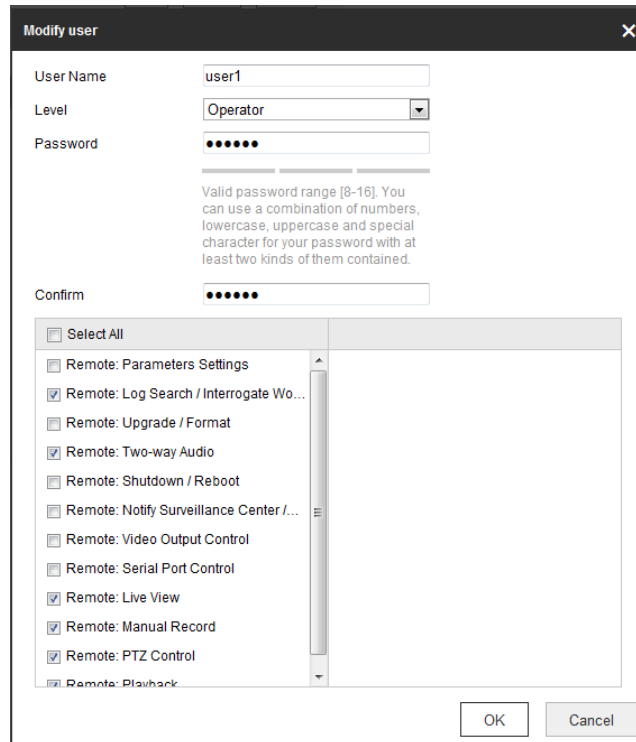 Modify user
User Name
user1
Level
Operator
Password
●●●●●●
Valid password range [8-16]. You
can use a combination of numbers,
lowercase, uppercase and special
character for your password with at
least two kinds of them contained.
Confirm
●●●●●●
Select All
Remote: Parameters Settings
Remote: Log Search / Interrogate Wo...
Remote: Upgrade / Format
Remote: Two-way Audio
Remote: Shutdown / Reboot
Remote: Notify Surveillance Center /...
Remote: Video Output Control
Remote: Serial Port Control
Remote: Live View
Remote: Manual Record
Remote: PTZ Control
Remote: Playback
OK
Cancel